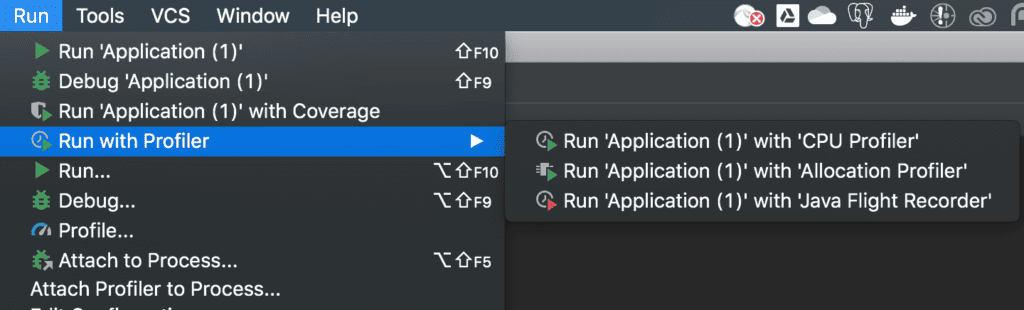 Run Tools VCS Window Help
Run 'Application (1)' ⇧F10
Debug 'Application (1)' ⇧F9
Run 'Application (1)' with Coverage
Run with Profiler
Run 'Application (1)' with 'CPU Profiler'
Run 'Application (1)' with 'Allocation Profiler'
Run 'Application (1)' with 'Java Flight Recorder'
Run... ⌥⇧F10
Debug... ⌥⇧F9
Profile...
Attach to Process... ⌥⇧F5
Attach Profiler to Process...